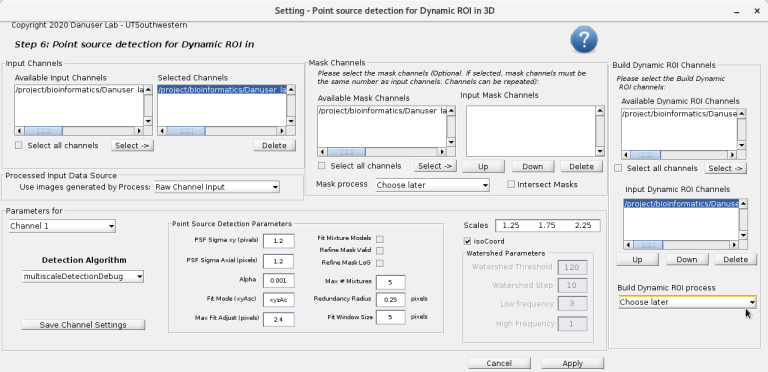 Setting - Point source detection for Dynamic ROI in 3D
Copyright 2020 Danuser Lab - UTSouthwestern
Step 6: Point source detection for Dynamic ROI in
?
Input Channels
Available Input Channels
Selected Channels
/project/bioinformatics/Danuser_la
/project/bioinformatics/Danuser_la
Select all channels
Select ->
Delete
Processed Input Data Source
Use images generated by Process:
Raw Channel Input
Mask Channels
Please select the mask channels (Optional. If selected, mask channels must be
the same number as input channels. Channels can be repeated):
Available Mask Channels
Input Mask Channels
/project/bioinformatics/Danuser_la
Select all channels
Select ->
Up
Down
Delete
Mask process
Choose later
Intersect Masks
Build Dynamic ROI Channels
Please select the Build Dynamic
ROI channels:
Available Dynamic ROI Channels
/project/bioinformatics/Danuse
Select all channels
Select ->
Input Dynamic ROI Channels
/project/bioinformatics/Danuse
Up
Down
Delete
Build Dynamic ROI process
Choose later
Parameters for
Channel 1
Detection Algorithm
multiscaleDetectionDebug
Save Channel Settings
Point Source Detection Parameters
PSF Sigma xy (pixels)
1.2
PSF Sigma Axial (pixels)
1.2
Alpha
0.001
Fit Mode (xyAsc)
xyzAc
Max Fit Adjust (pixels)
2.4
Fit Mixture Models
Refine Mask Valid
Refine Mask LoG
Max # Mixtures
5
Redundancy Radius
0.25
pixels
Fit Window Size
5
pixels
Scales
1.25 1.75 2.25
isoCoord
Watershed Parameters
Watershed Threshold
120
Watershed Step
10
Low frequency
3
High Frequency
1
Cancel
Apply